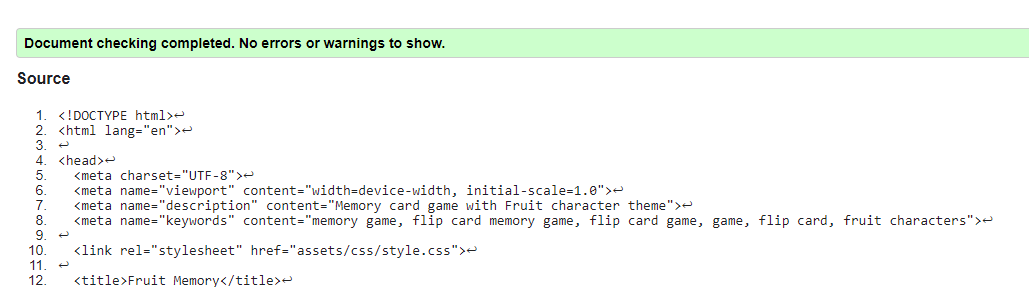 Document checking completed. No errors or warnings to show.
Source
1. <!DOCTYPE html>↩
2. <html lang="en">↩
3. ↩
4. <head>↩
5.   <meta charset="UTF-8">↩
6.   <meta name="viewport" content="width=device-width, initial-scale=1.0">↩
7.   <meta name="description" content="Memory card game with Fruit character theme">↩
8.   <meta name="keywords" content="memory game, flip card memory game, flip card game, game, flip card, fruit characters">↩
9. ↩
10.   <link rel="stylesheet" href="assets/css/style.css">↩
11. ↩
12.   <title>Fruit Memory</title>↩